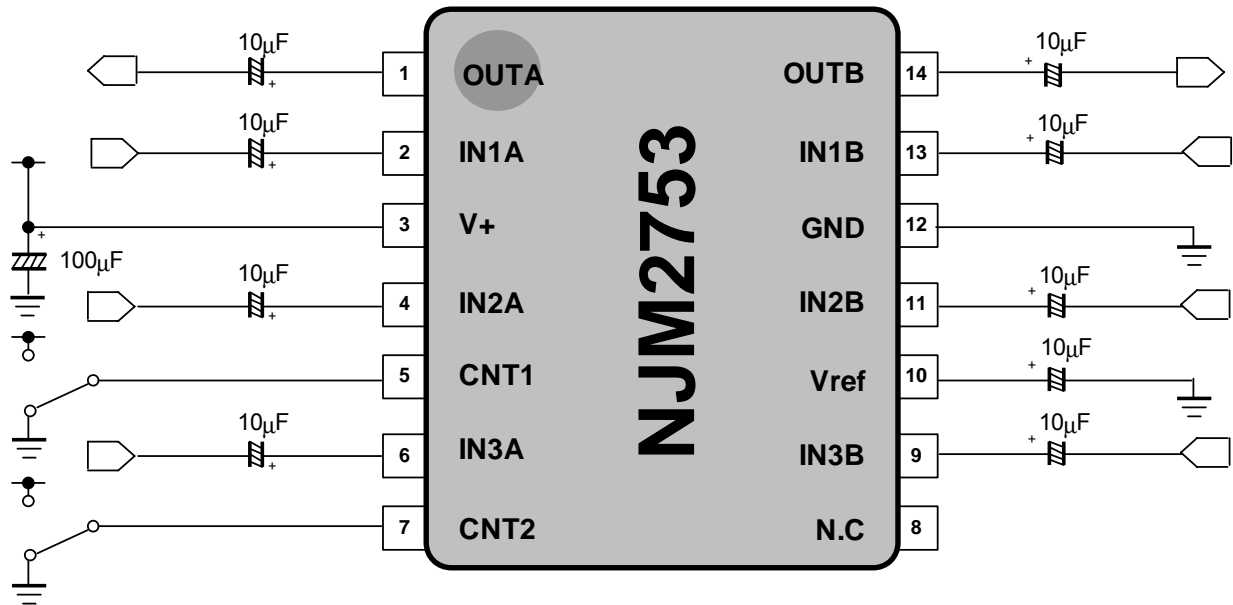 10μF
1
OUTA
OUTB
14
10μF
+
+
10μF
2
IN1A
IN1B
13
10μF
+
+
3
V+
GND
12
+
100μF
10μF
4
IN2A
IN2B
11
10μF
+
+
5
CNT1
Vref
10
10μF
+
10μF
6
IN3A
IN3B
9
10μF
+
+
7
CNT2
N.C
8
NJM2753